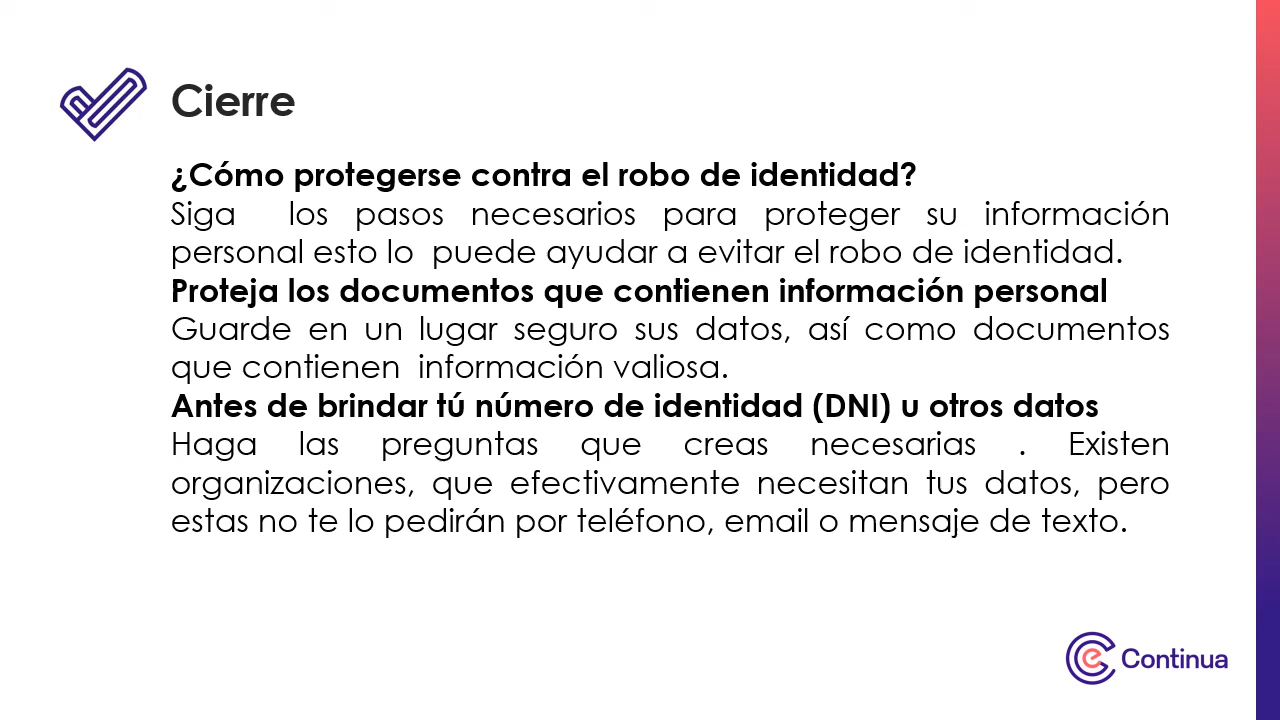 Cierre
¿Cómo protegerse contra el robo de identidad?
Siga los pasos necesarios para proteger su información
personal esto lo puede ayudar a evitar el robo de identidad.
Proteja los documentos que contienen información personal
Guarde en un lugar seguro sus datos, así como documentos
que contienen información valiosa.
Antes de brindar tú número de identidad (DNI) u otros datos
Haga las preguntas que creas necesarias . Existen
organizaciones, que efectivamente necesitan tus datos, pero
estas no te lo pedirán por teléfono, email o mensaje de texto.
Continua